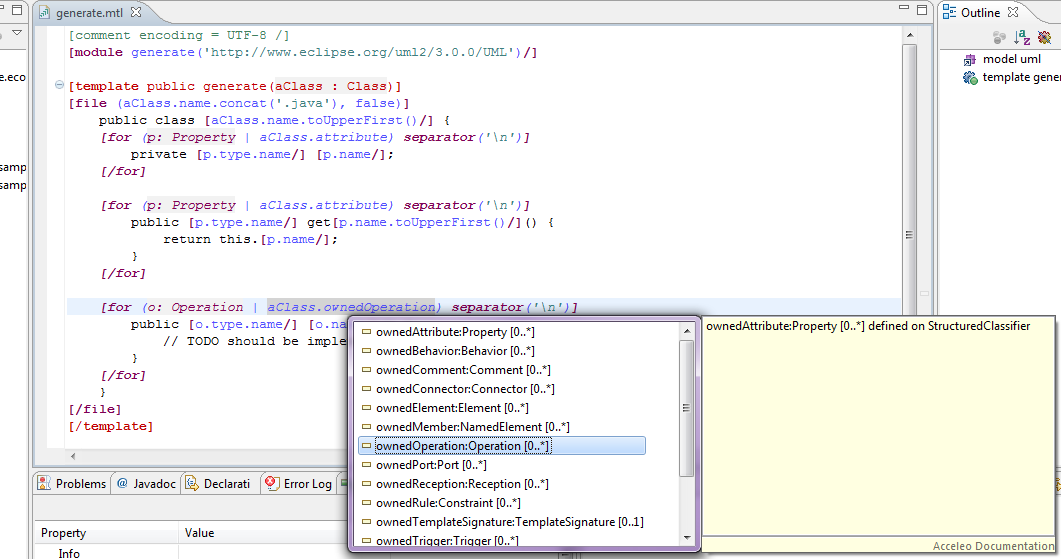 generate.mtl
[comment encoding = UTF-8 /]
[module generate('http://www.eclipse.org/uml2/3.0.0/UML')/]
[template public generate(aClass : Class)]
[file (aClass.name.concat('.java'), false)]
public class [aClass.name.toUpperFirst()/] {
[for (p: Property | aClass.attribute) separator('\n')]
private [p.type.name/] [p.name/];
[/for]
[for (p: Property | aClass.attribute) separator('\n')]
public [p.type.name/] get[p.name.toUpperFirst()/]() {
return this.[p.name/];
}
[/for]
[for (o: Operation | aClass.ownedOperation) separator('\n')]
public [o.type.name/] [o.na
// TODO should be imple
}
[/for]
}
[/file]
[/template]
e.eco
samp
samp
ownedAttribute:Property [0..*]
ownedBehavior:Behavior [0..*]
ownedComment:Comment [0..*]
ownedConnector:Connector [0..*]
ownedElement:Element [0..*]
ownedMember:NamedElement [0..*]
ownedOperation:Operation [0..*]
ownedPort:Port [0..*]
ownedReception:Reception [0..*]
ownedRule:Constraint [0..*]
ownedTemplateSignature:TemplateSignature [0..1]
ownedTrigger:Trigger [0..*]
ownedAttribute:Property [0..*] defined on StructuredClassifier
Acceleo Documentation
Outline
model uml
template gener
Problems
@ Javadoc
Declarati
Error Log
Property
Value
Info